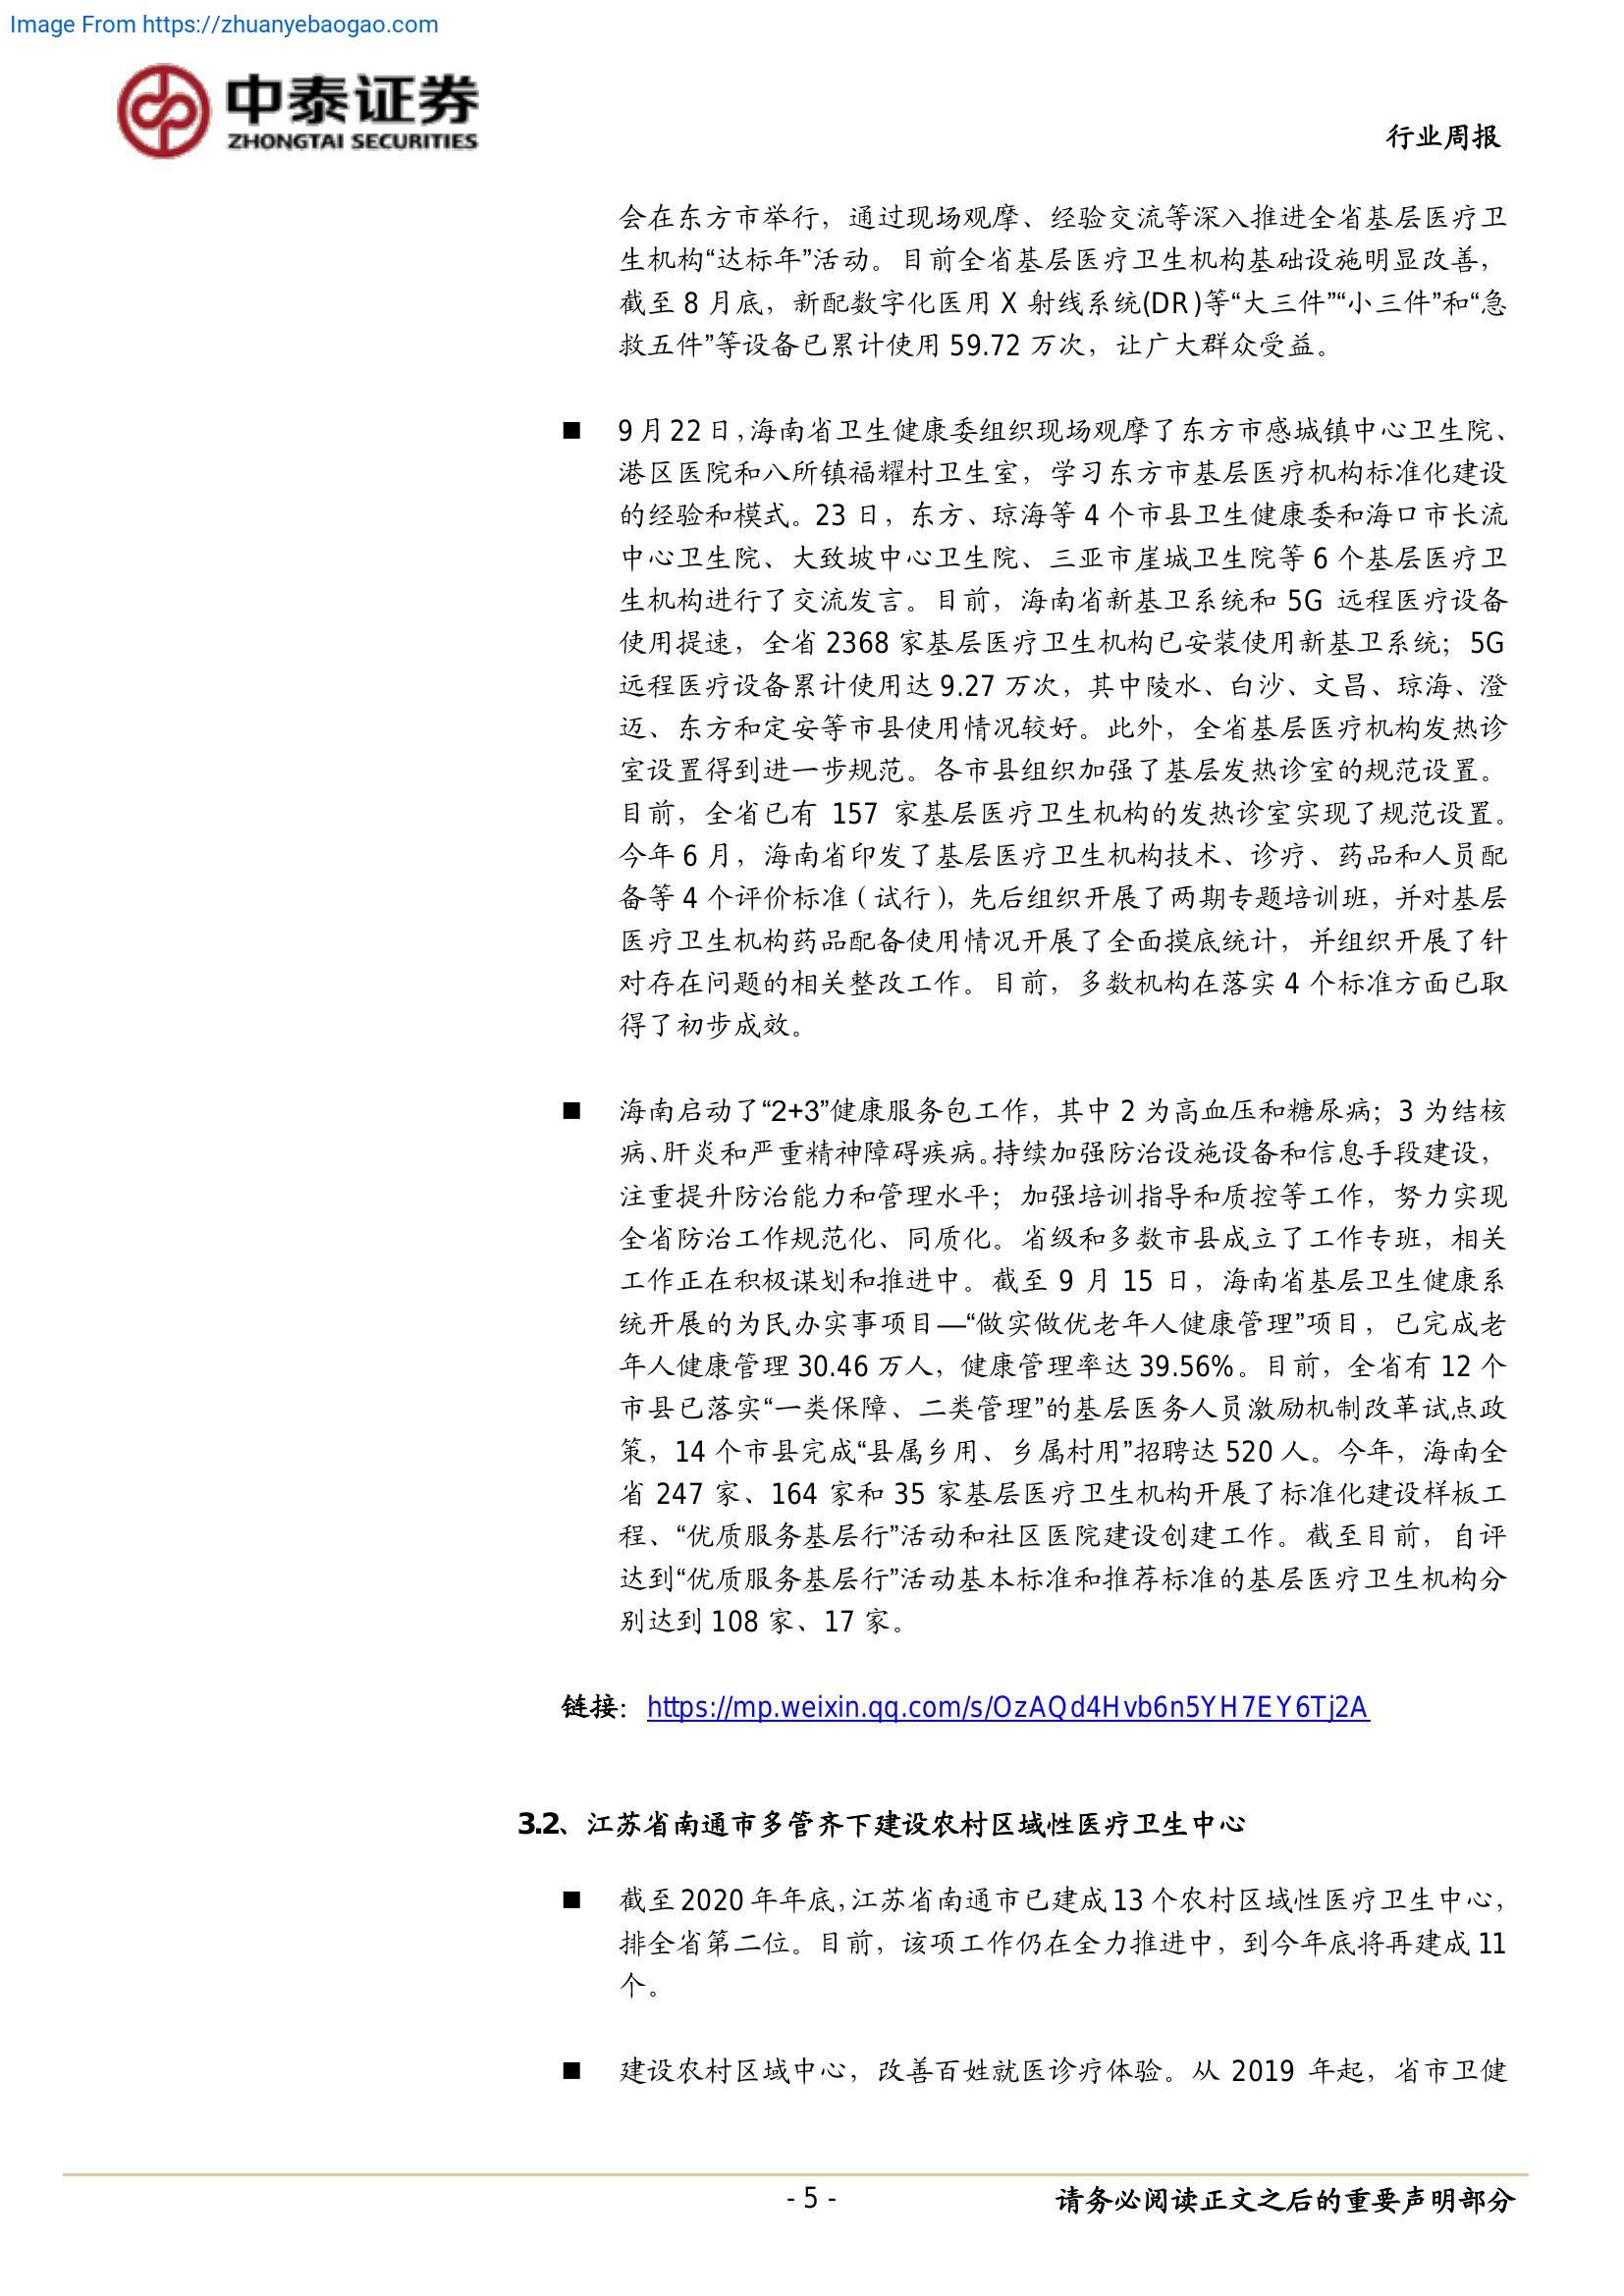 Image From https://zhuanyebaogao.com
中泰证券
ZHONGTAI SECURITIES
行业周报
会在东方市举行，通过现场观摩、经验交流等深入推进全省基层医疗卫
生机构“达标年”活动。目前全省基层医疗卫生机构基础设施明显改善，
截至 8 月底，新配数字化医用 X 射线系统(DR)等“大三件”“小三件”和“急
救五件”等设备已累计使用 59.72 万次，让广大群众受益。
■ 9 月 22 日，海南省卫生健康委组织现场观摩了东方市感城镇中心卫生院、
港区医院和八所镇福耀村卫生室，学习东方市基层医疗机构标准化建设
的经验和模式。23 日，东方、琼海等 4 个市县卫生健康委和海口市长流
中心卫生院、大致坡中心卫生院、三亚市崖城卫生院等 6 个基层医疗卫
生机构进行了交流发言。目前，海南省新基卫系统和 5G 远程医疗设备
使用提速，全省 2368 家基层医疗卫生机构已安装使用新基卫系统；5G
远程医疗设备累计使用达 9.27 万次，其中陵水、白沙、文昌、琼海、澄
迈、东方和定安等市县使用情况较好。此外，全省基层医疗机构发热诊
室设置得到进一步规范。各市县组织加强了基层发热诊室的规范设置。
目前，全省已有 157 家基层医疗卫生机构的发热诊室实现了规范设置。
今年 6 月，海南省印发了基层医疗卫生机构技术、诊疗、药品和人员配
备等 4 个评价标准（试行），先后组织开展了两期专题培训班，并对基层
医疗卫生机构药品配备使用情况开展了全面摸底统计，并组织开展了针
对存在问题的相关整改工作。目前，多数机构在落实 4 个标准方面已取
得了初步成效。
■ 海南启动了“2+3”健康服务包工作，其中 2 为高血压和糖尿病；3 为结核
病、肝炎和严重精神障碍疾病。持续加强防治设施设备和信息手段建设，
注重提升防治能力和管理水平；加强培训指导和质控等工作，努力实现
全省防治工作规范化、同质化。省级和多数市县成立了工作专班，相关
工作正在积极谋划和推进中。截至 9 月 15 日，海南省基层卫生健康系
统开展的为民办实事项目—“做实做优老年人健康管理”项目，已完成老
年人健康管理 30.46 万人，健康管理率达 39.56%。目前，全省有 12 个
市县已落实“一类保障、二类管理”的基层医务人员激励机制改革试点政
策，14 个市县完成“县属乡用、乡属村用”招聘达 520 人。今年，海南全
省 247 家、164 家和 35 家基层医疗卫生机构开展了标准化建设样板工
程、“优质服务基层行”活动和社区医院建设创建工作。截至目前，自评
达到“优质服务基层行”活动基本标准和推荐标准的基层医疗卫生机构分
别达到 108 家、17 家。
链接：https://mp.weixin.qq.com/s/OzAQd4Hvb6n5YH7EY6Tj2A
3.2、江苏省南通市多管齐下建设农村区域性医疗卫生中心
■ 截至 2020 年年底，江苏省南通市已建成 13 个农村区域性医疗卫生中心，
排全省第二位。目前，该项工作仍在全力推进中，到今年底将再建成 11
个。
■ 建设农村区域中心，改善百姓就医诊疗体验。从 2019 年起，省市卫健
- 5 -
请务必阅读正文之后的重要声明部分